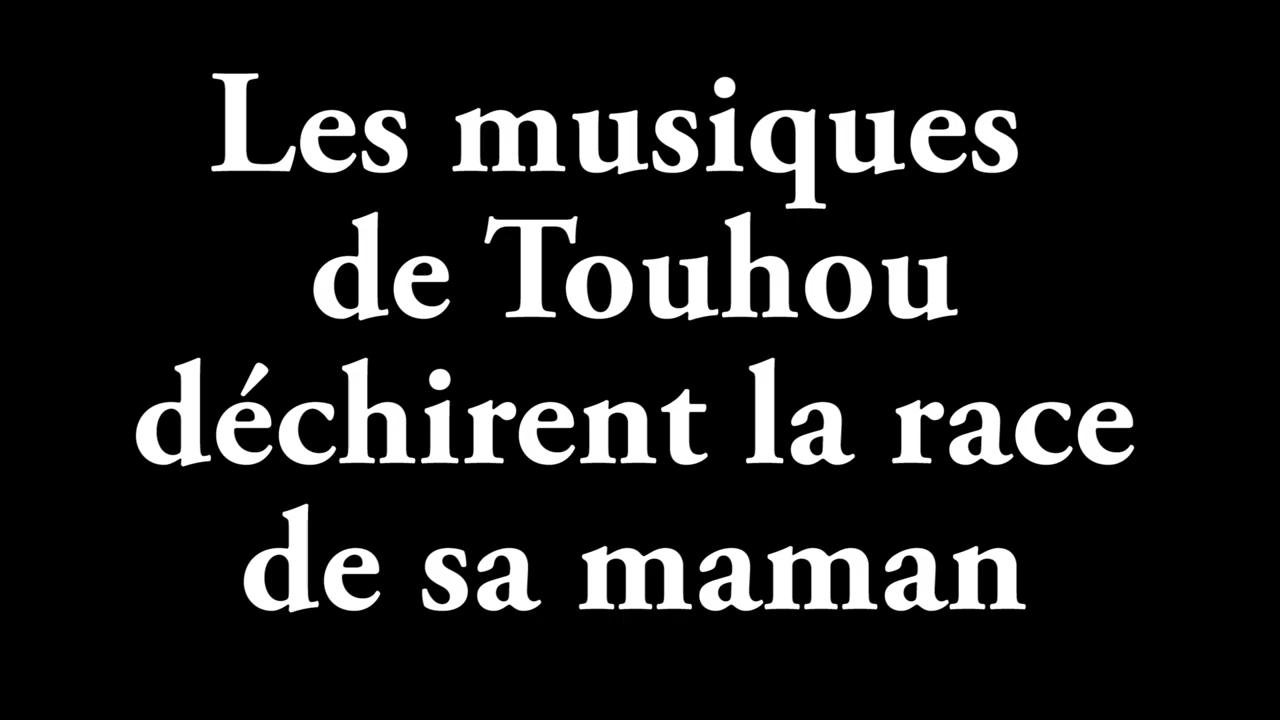 Les musiques
de Touhou
déchirent la race
de sa maman